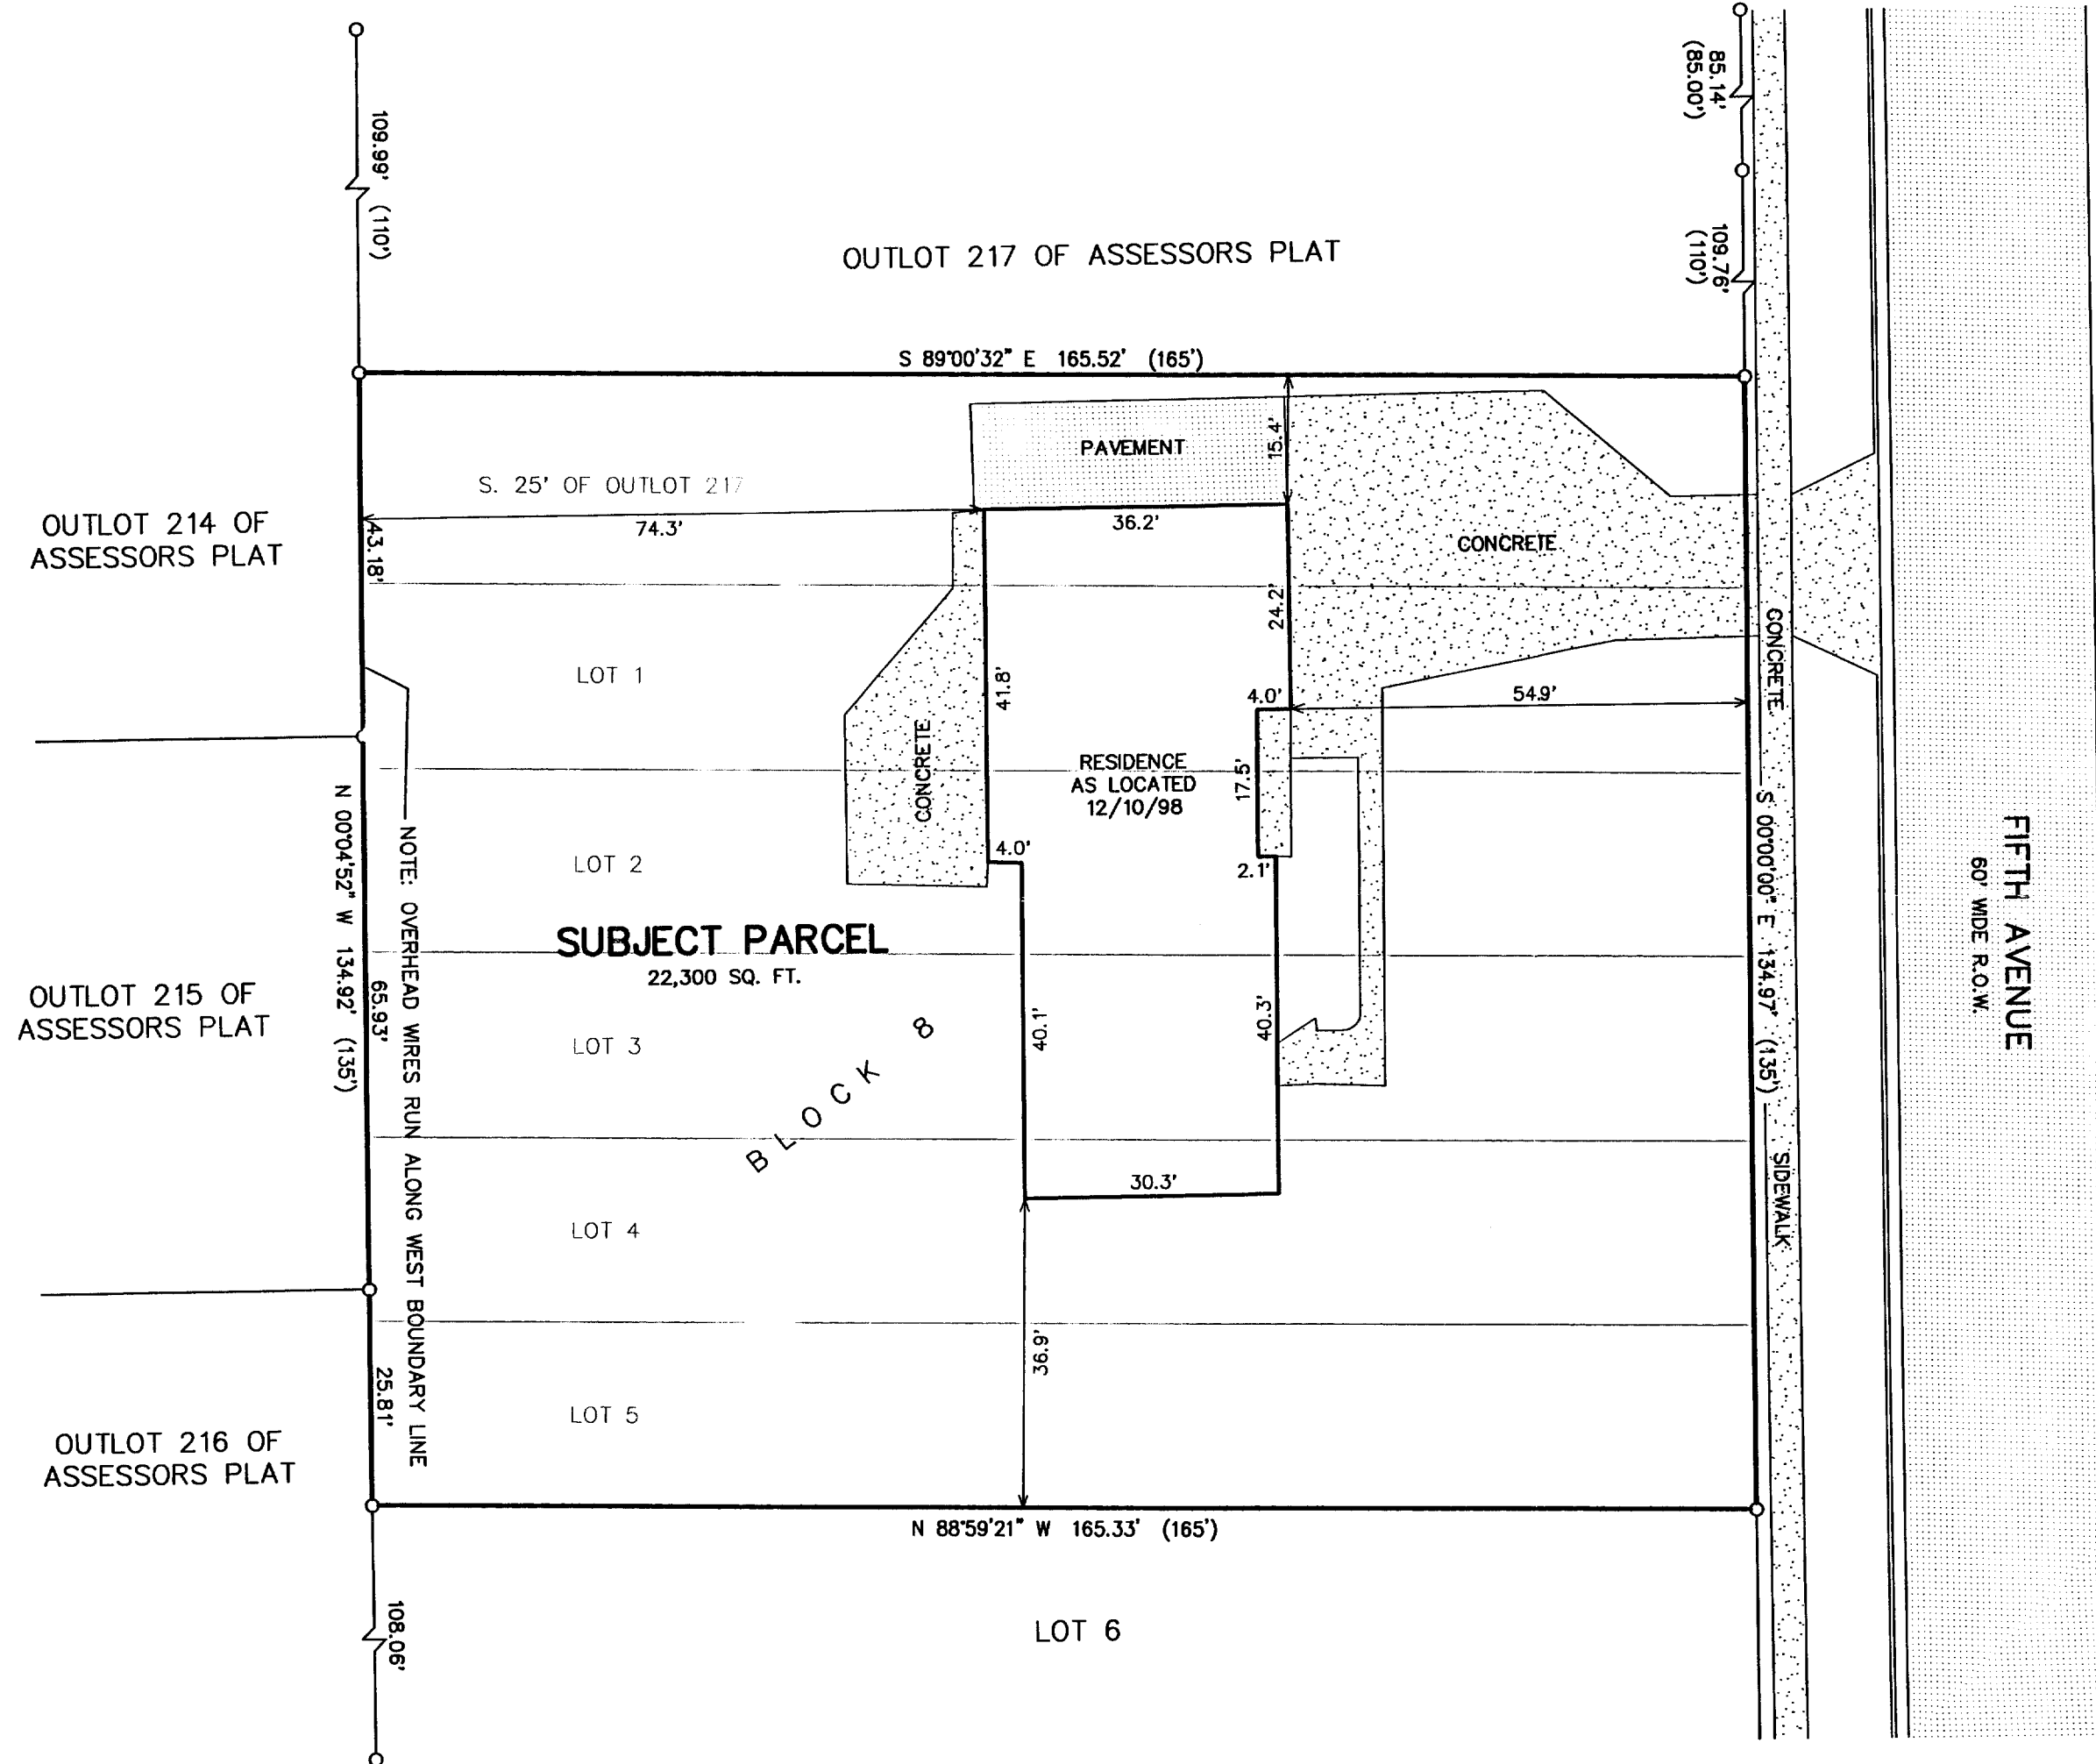 85.14'
(85.00')
109.99' (110')
109.76'
(110')
OUTLOT 217 OF ASSESSORS PLAT
S 89°00'32" E 165.52' (165')
PAVEMENT
15.4'
S. 25' OF OUTLOT 217
74.3'
36.2'
OUTLOT 214 OF
ASSESSORS PLAT
43.18'
CONCRETE
24.2'
LOT 1
41.8'
4.0'
54.9'
CONCRETE
CONCRETE
RESIDENCE
AS LOCATED
12/10/98
17.5'
LOT 2
4.0'
2.1'
SUBJECT PARCEL
22,300 SQ. FT.
N 00°04'52" W 134.92' (135')
65.93'
NOTE: OVERHEAD WIRES RUN ALONG WEST BOUNDARY LINE
S 00°00'00" E 134.97' (135')
FIFTH AVENUE
60' WIDE R.O.W.
OUTLOT 215 OF
ASSESSORS PLAT
LOT 3
BLOCK 8
40.1'
40.3'
30.3'
SIDEWALK
LOT 4
36.9'
25.81'
LOT 5
OUTLOT 216 OF
ASSESSORS PLAT
N 88°59'21" W 165.33' (165')
108.06'
LOT 6